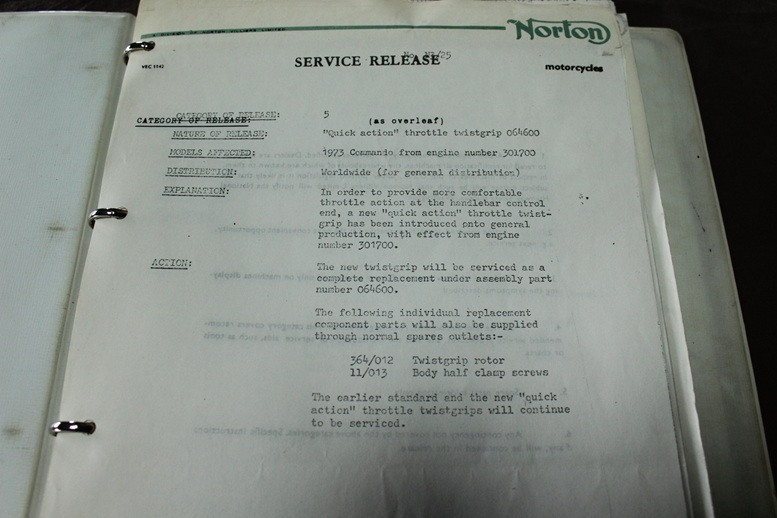 Norton
SERVICE RELEASE
No. N3/25
VEC 1142
motorcycles
CATEGORY OF RELEASE: 5
CATEGORY OF RELEASE: (as overleaf)
NATURE OF RELEASE: "Quick action" throttle twistgrip 064600
MODELS AFFECTED: 1973 Commando from engine number 301700
DISTRIBUTION: Worldwide (for general distribution)
EXPLANATION: In order to provide more comfortable
throttle action at the handlebar control
end, a new "quick action" throttle twist-
grip has been introduced onto general
production, with effect from engine
number 301700.
ACTION: The new twistgrip will be serviced as a
complete replacement under assembly part
number 064600.
The following individual replacement
component parts will also be supplied
through normal spares outlets:-
364/012 Twistgrip rotor
11/013 Body half clamp screws
The earlier standard and the new "quick
action" throttle twistgrips will continue
to be serviced.